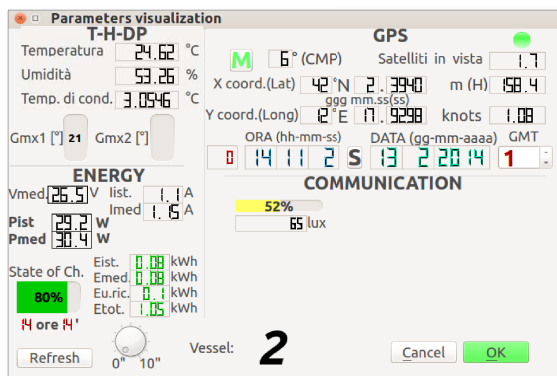 Parameters visualization
T-H-DP
Temperatura 24.62 °C
Umidità 53.26 %
Temp. di cond. 3.0546 °C
Gmx1 [°] 21 Gmx2 [°]
GPS
M 6° (CMP) Satelliti in vista 1.7
X coord.(Lat) 42 °N 2 . 3940 m (H) 158.4
ggg mm.ss(ss)
Y coord.(Long) 12 °E 17 . 9298 knots 1.08
ORA (hh-mm-ss) DATA (gg-mm-aaaa) GMT
0 14 11 2 S 13 2 2014 1
ENERGY
Vmed. 26.5 V Iist. 1.1 A
Imed 1.15 A
Pist 29.2 W
Pmed 30.4 W
State of Ch.
80%
14 ore 14 '
Eist. 0.08 kWh
Emed. 0.08 kWh
Eu.ric. 0.1 kWh
Etot. 1.05 kWh
COMMUNICATION
52%
65 lux
Refresh 0" 10" Vessel: 2 Cancel OK